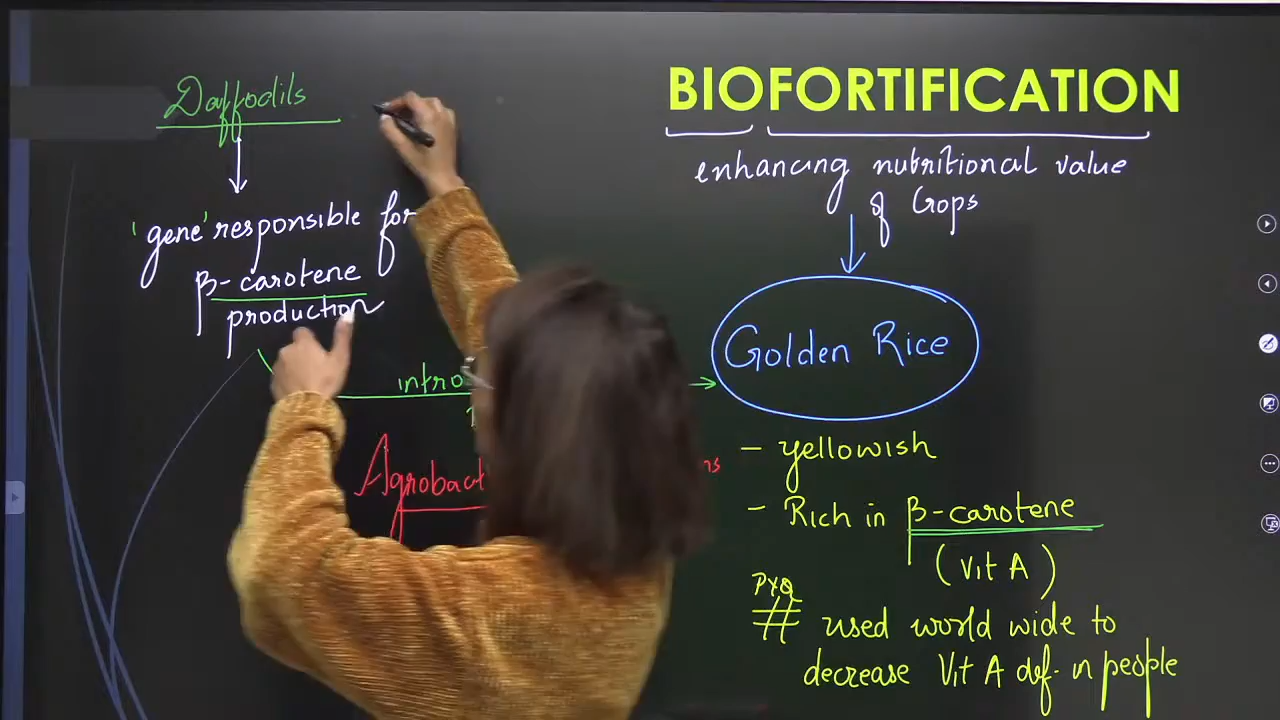 Daffodils
'gene' responsible for
β-carotene
production
BIOFORTIFICATION
enhancing nutritional value
of Crops
Golden Rice
- yellowish
- Rich in β-carotene
(Vit A)
PYQ
# used world wide to
decrease Vit A def. in people